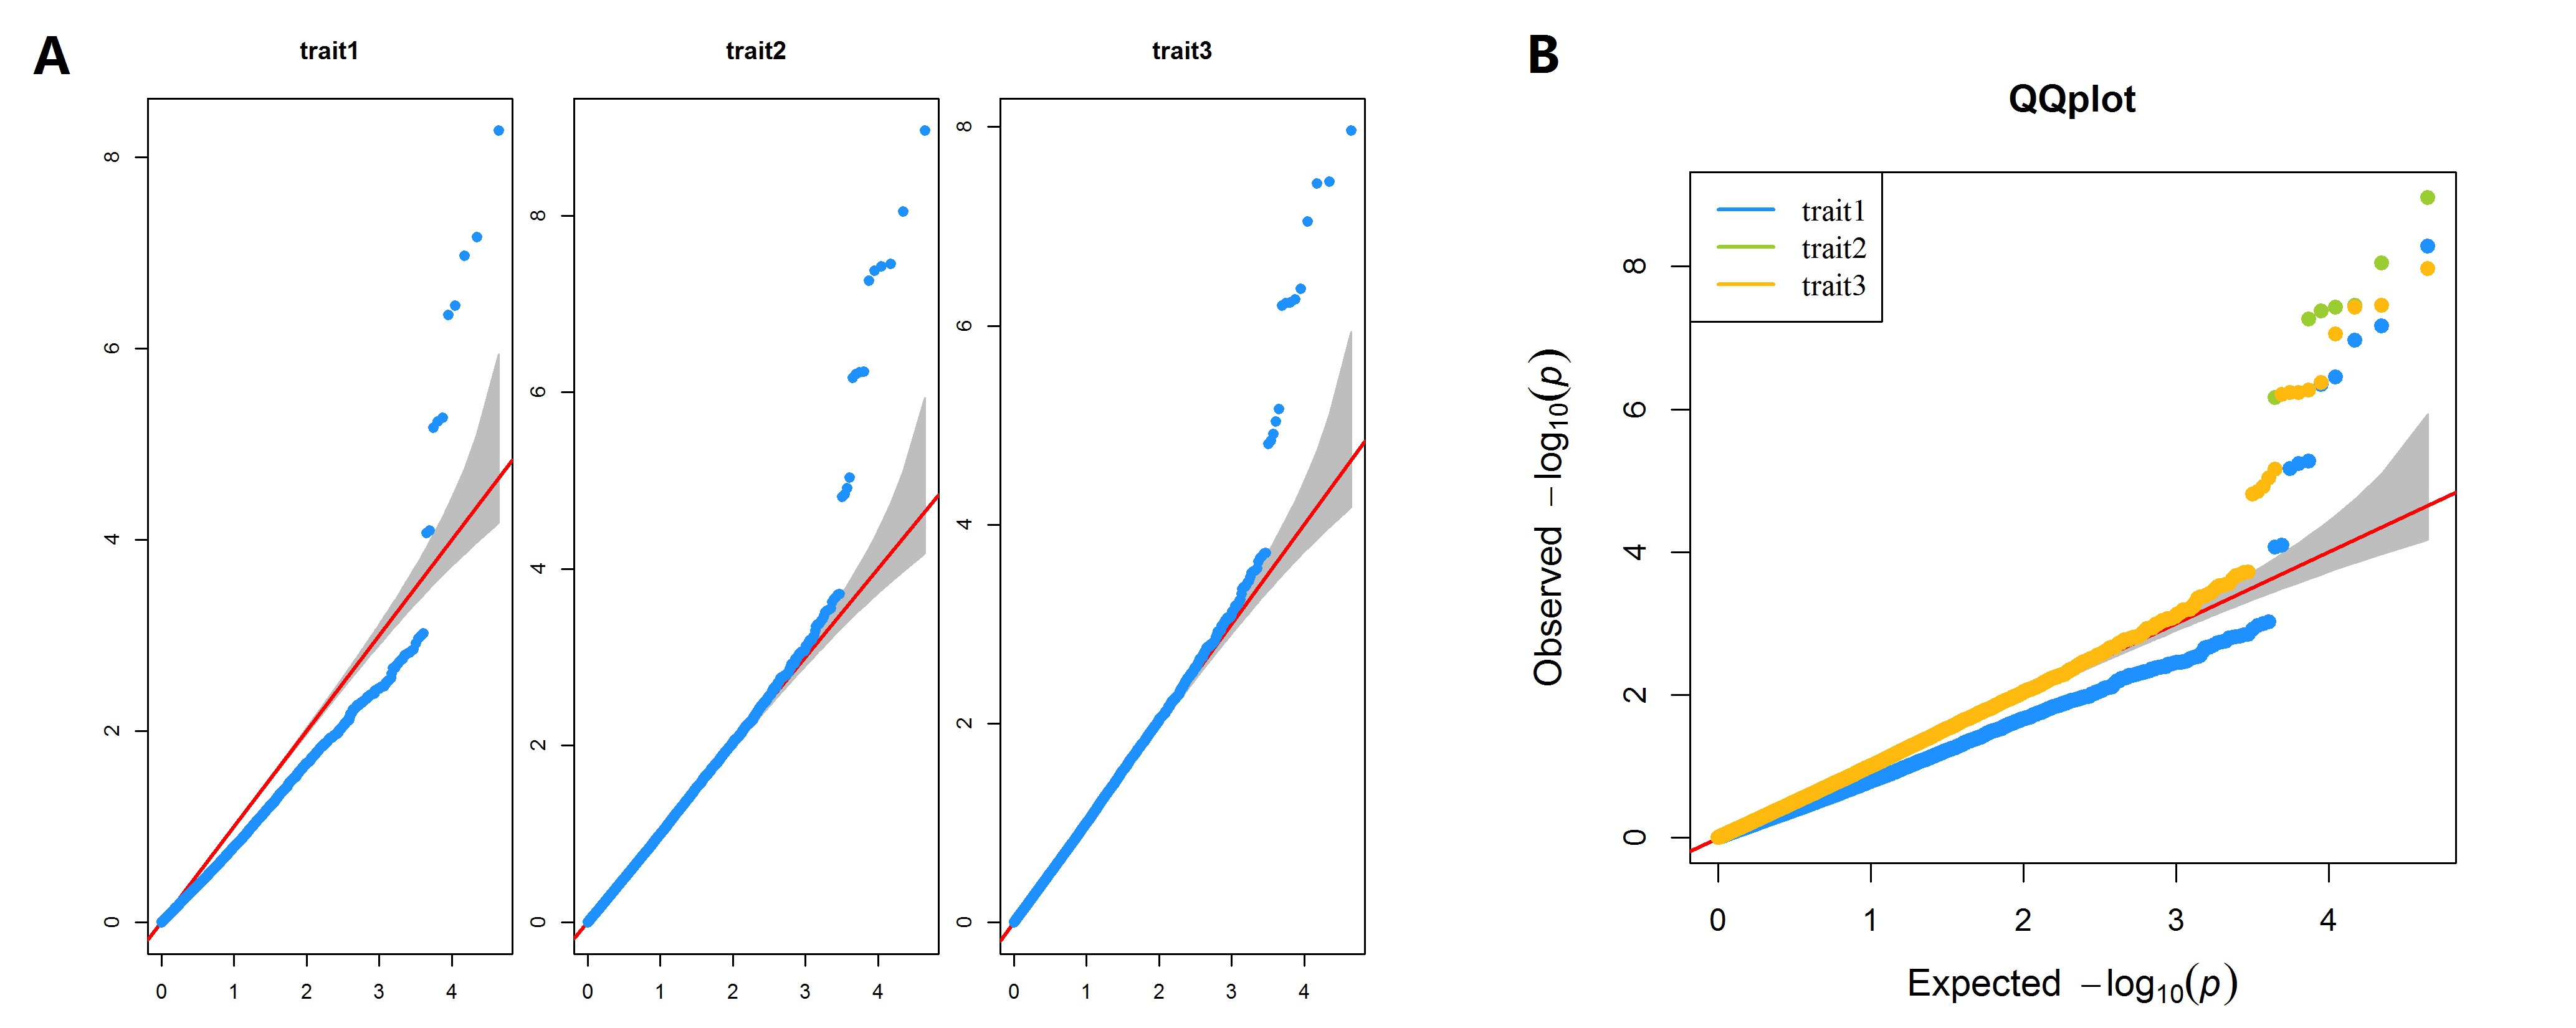 A
trait1
trait2
trait3
0 2 4 6 8
0 1 2 3 4
0 2 4 6 8
0 1 2 3 4
0 2 4 6 8
0 1 2 3 4
B
QQplot
trait1
trait2
trait3
Observed −log₁₀(p)
0 2 4 6 8
0 1 2 3 4
Expected −log₁₀(p)